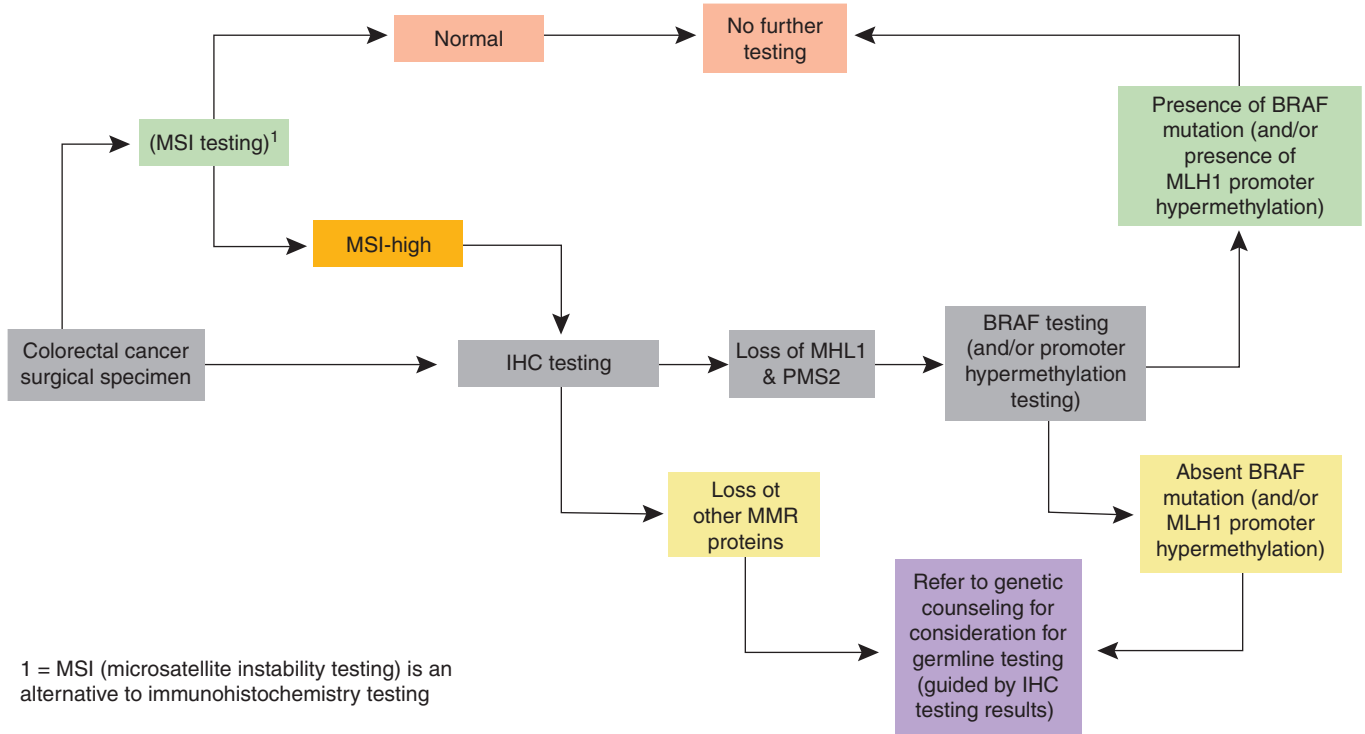 Normal
No further
testing
(MSI testing)1
Presence of BRAF
mutation (and/or
presence of
MLH1 promoter
hypermethylation)
MSI-high
Colorectal cancer
surgical specimen
IHC testing
Loss of MHL1
& PMS2
BRAF testing
(and/or promoter
hypermethylation
testing)
Loss ot
other MMR
proteins
Absent BRAF
mutation (and/or
MLH1 promoter
hypermethylation)
Refer to genetic
counseling for
consideration for
germline testing
(guided by IHC
testing results)
1 = MSI (microsatellite instability testing) is an
alternative to immunohistochemistry testing